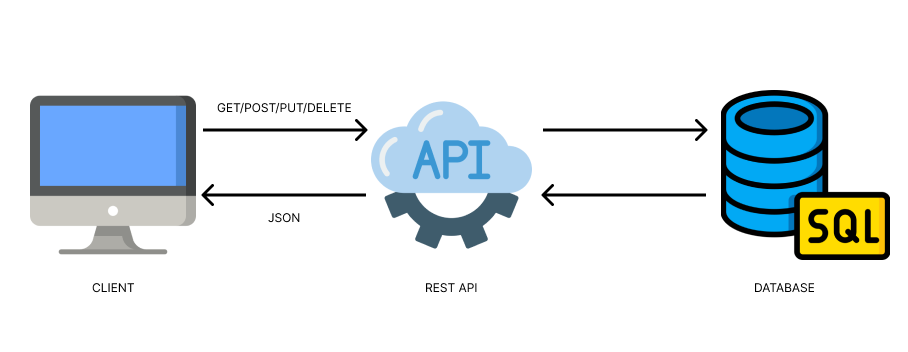 GET/POST/PUT/DELETE
API
SQL
JSON
CLIENT
REST API
DATABASE